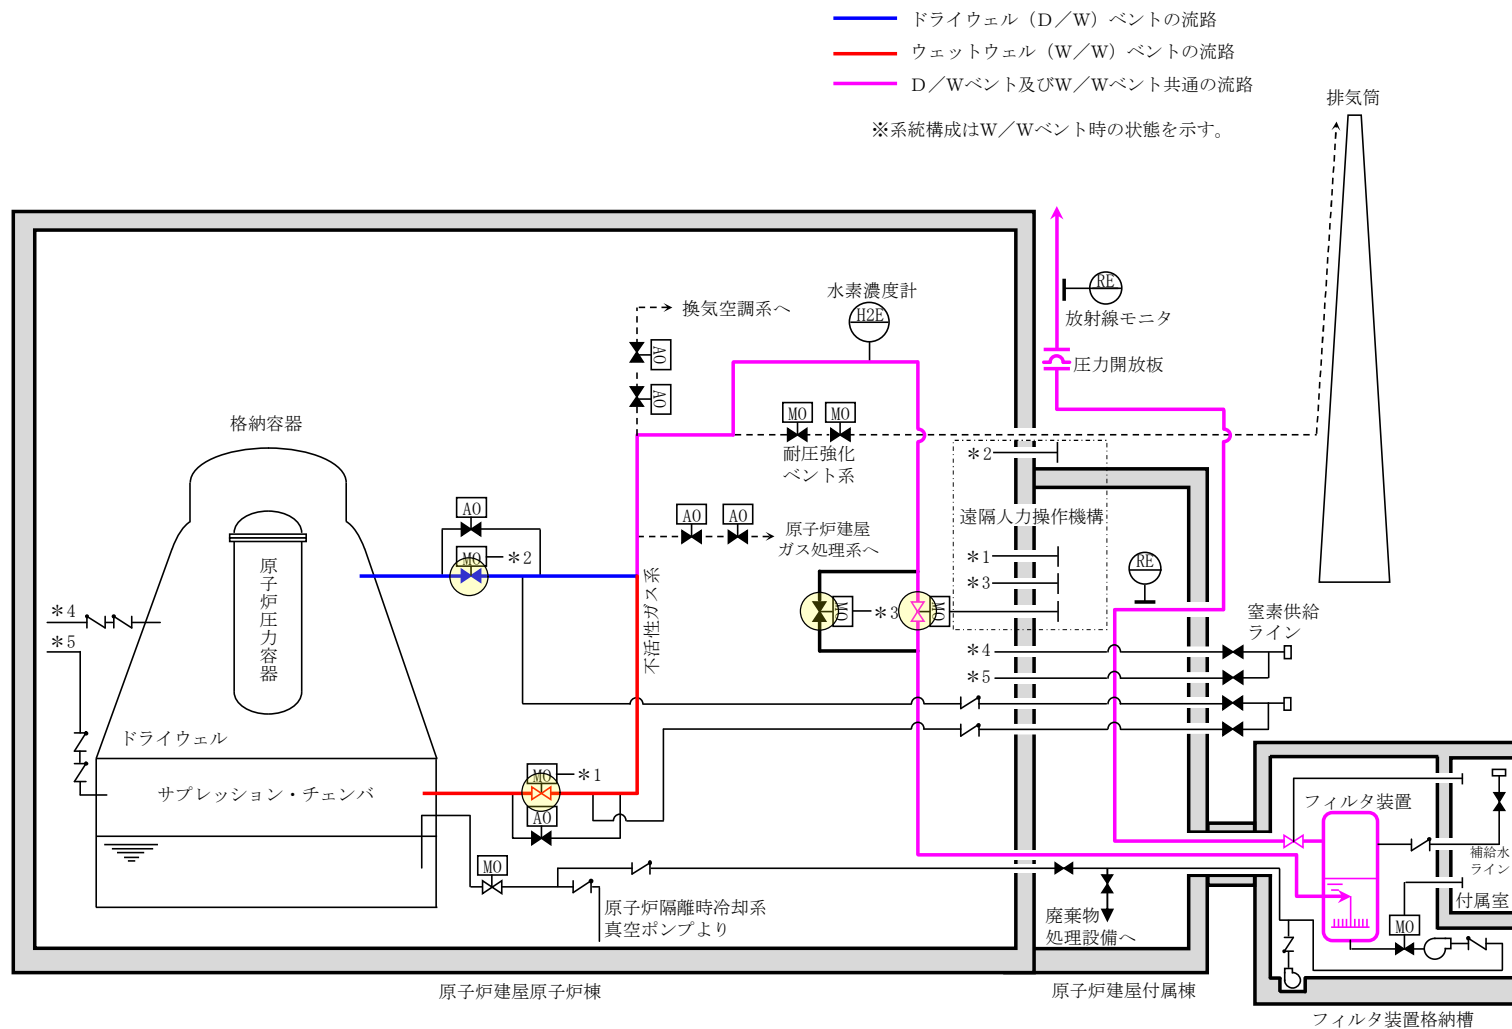 ドライウェル（D／W）ベントの流路
ウェットウェル（W／W）ベントの流路
D／Wベント及びW／Wベント共通の流路
※系統構成はW／Wベント時の状態を示す。
排気筒
水素濃度計
H2E
換気空調系へ
AO
AO
RE
放射線モニタ
圧力開放板
格納容器
MO
MO
耐圧強化
ベント系
＊2
AO
AO
AO
原子炉建屋
ガス処理系へ
遠隔人力操作機構
MO
＊2
＊1
＊3
RE
原子炉圧力容器
不活性ガス系
MO
＊3
MO
＊4
＊5
＊4
＊5
窒素供給
ライン
ドライウェル
サプレッション・チェンバ
MO
＊1
AO
MO
フィルタ装置
補給水
ライン
付属室
MO
原子炉隔離時冷却系
真空ポンプより
廃棄物
処理設備へ
原子炉建屋原子炉棟
原子炉建屋付属棟
フィルタ装置格納槽